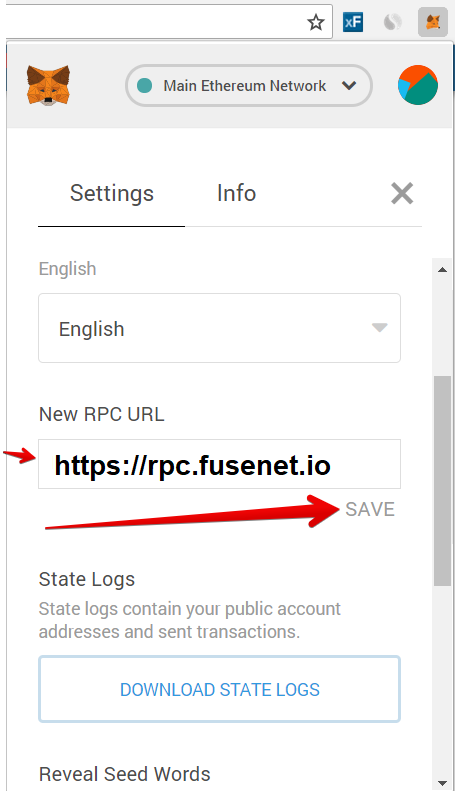 xF
Main Ethereum Network
Settings Info
English
English
New RPC URL
https://rpc.fusenet.io
SAVE
State Logs
State logs contain your public account
addresses and sent transactions.
DOWNLOAD STATE LOGS
Reveal Seed Words